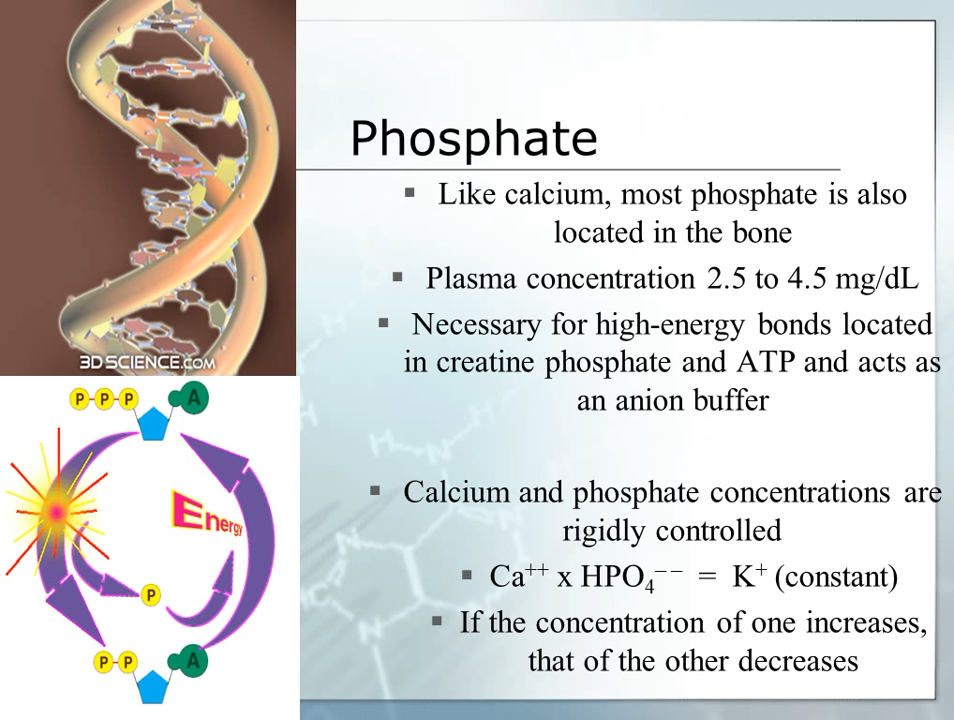 3DSCIENCE.COM
P-P-P A
Energy
P
P-P A
Phosphate
▪ Like calcium, most phosphate is also
located in the bone
▪ Plasma concentration 2.5 to 4.5 mg/dL
▪ Necessary for high-energy bonds located
in creatine phosphate and ATP and acts as
an anion buffer
▪ Calcium and phosphate concentrations are
rigidly controlled
▪ Ca⁺⁺ x HPO₄⁻⁻ = K⁺ (constant)
▪ If the concentration of one increases,
that of the other decreases